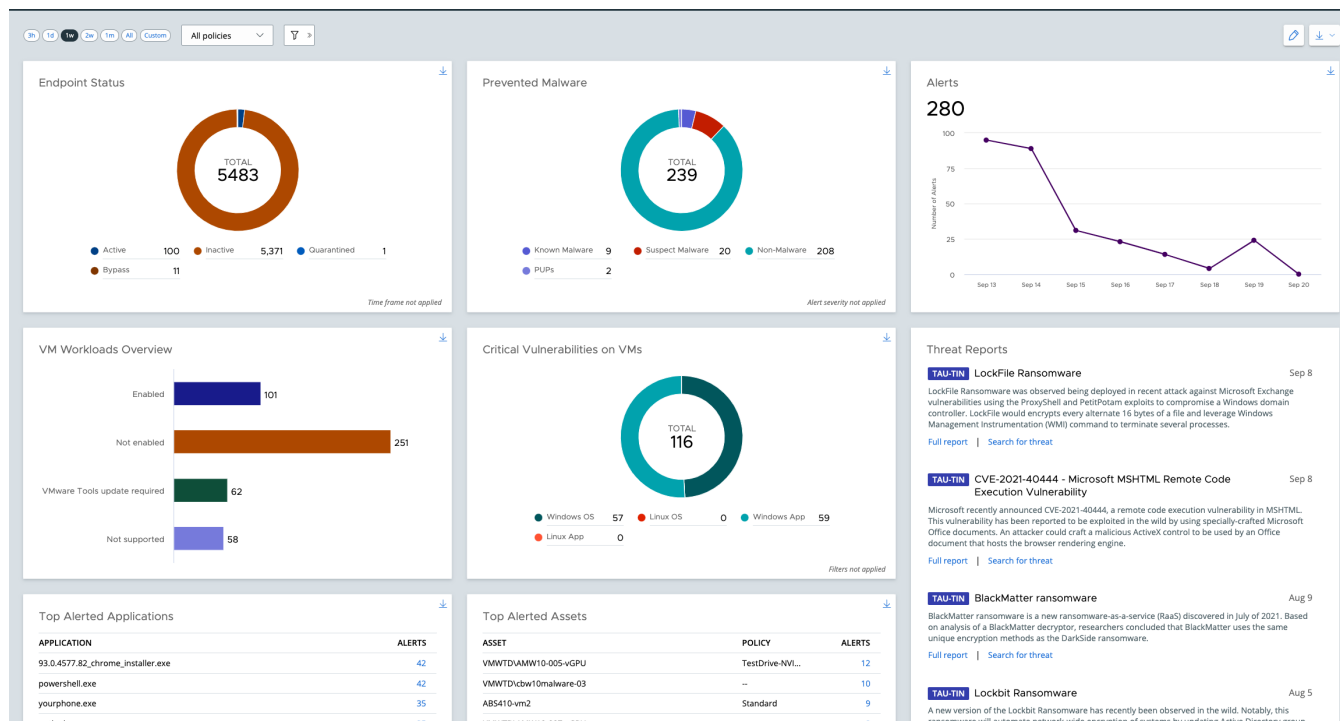 3h 1d 1w 2w 1m All Custom All policies
Endpoint Status
TOTAL
5483
Active 100 Inactive 5,371 Quarantined 1
Bypass 11
Time frame not applied
Prevented Malware
TOTAL
239
Known Malware 9 Suspect Malware 20 Non-Malware 208
PUPs 2
Alert severity not applied
Alerts
280
100
75
50
25
0
Number of Alerts
Sep 13 Sep 14 Sep 15 Sep 16 Sep 17 Sep 18 Sep 19 Sep 20
VM Workloads Overview
Enabled 101
Not enabled 251
VMware Tools update required 62
Not supported 58
Critical Vulnerabilities on VMs
TOTAL
116
Windows OS 57 Linux OS 0 Windows App 59
Linux App 0
Filters not applied
Threat Reports
TAU-TIN LockFile Ransomware Sep 8
LockFile Ransomware was observed being deployed in recent attack against Microsoft Exchange
vulnerabilities using the ProxyShell and PetitPotam exploits to compromise a Windows domain
controller. LockFile would encrypts every alternate 16 bytes of a file and leverage Windows
Management Instrumentation (WMI) command to terminate several processes.
Full report | Search for threat
TAU-TIN CVE-2021-40444 - Microsoft MSHTML Remote Code Sep 8
Execution Vulnerability
Microsoft recently announced CVE-2021-40444, a remote code execution vulnerability in MSHTML.
This vulnerability has been reported to be exploited in the wild by using specially-crafted Microsoft
Office documents. An attacker could craft a malicious ActiveX control to be used by an Office
document that hosts the browser rendering engine.
Full report | Search for threat
TAU-TIN BlackMatter ransomware Aug 9
BlackMatter ransomware is a new ransomware-as-a-service (RaaS) discovered in July of 2021. Based
on analysis of a BlackMatter decryptor, researchers concluded that BlackMatter uses the same
unique encryption methods as the DarkSide ransomware.
Full report | Search for threat
TAU-TIN Lockbit Ransomware Aug 5
A new version of the Lockbit Ransomware has recently been observed in the wild. Notably, this
Top Alerted Applications
APPLICATION ALERTS
93.0.4577.82_chrome_installer.exe 42
powershell.exe 42
yourphone.exe 35
Top Alerted Assets
ASSET POLICY ALERTS
VMWTD\AMW10-005-vGPU TestDrive-NVI... 12
VMWTD\cbw10malware-03 -- 10
AB5410-vm2 Standard 9